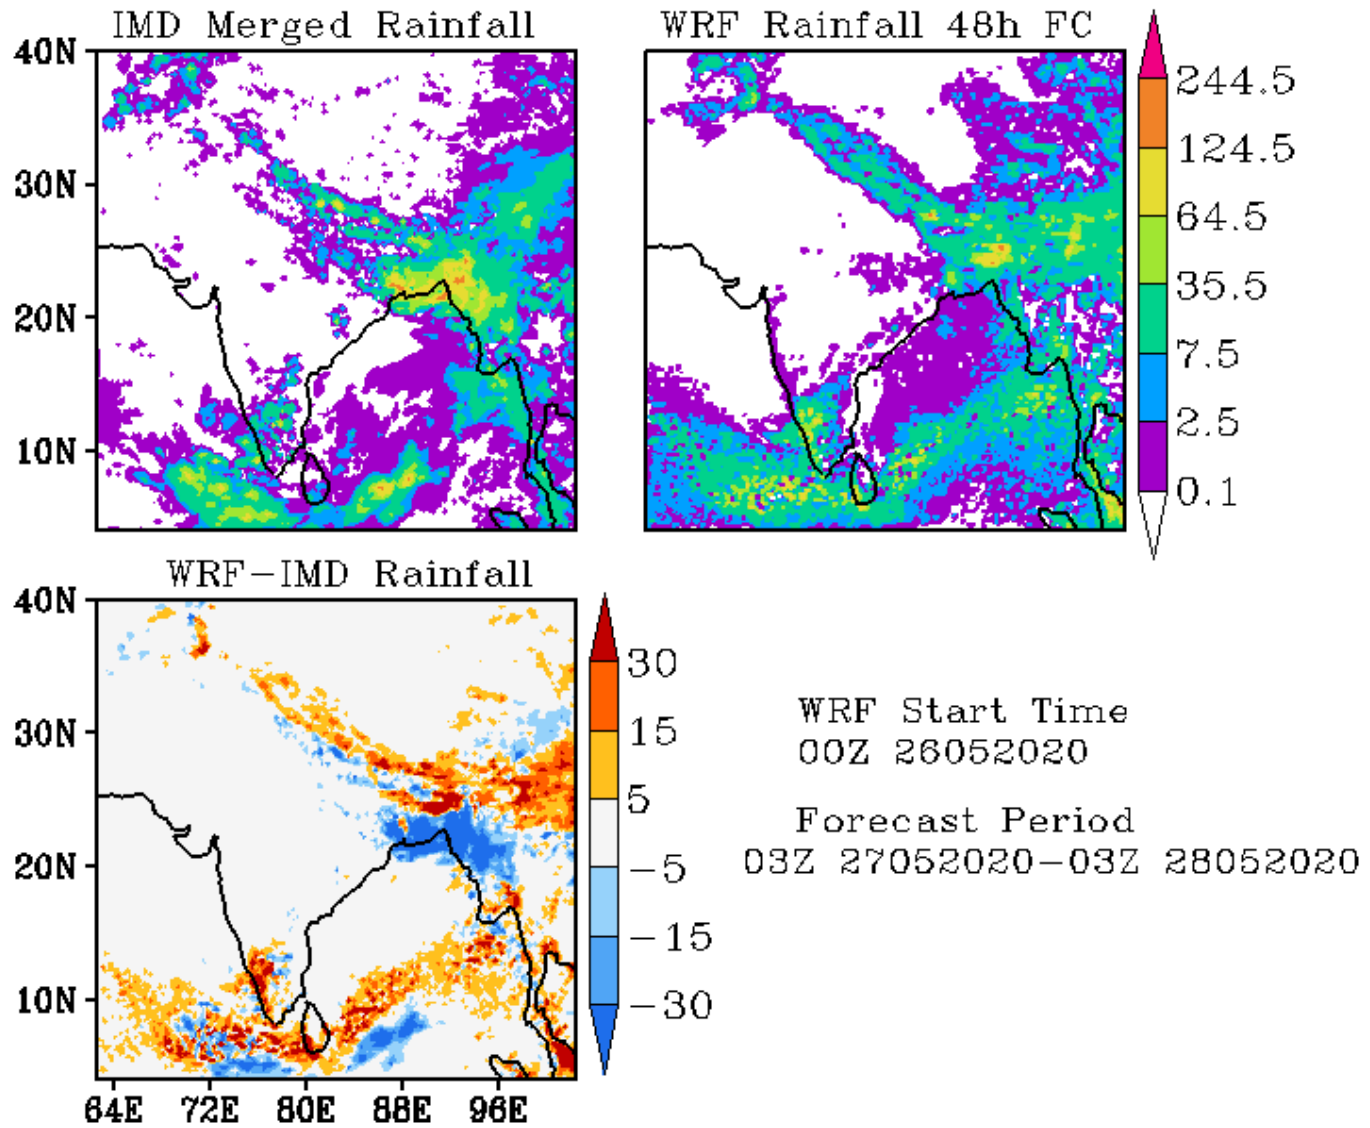 IMD Merged Rainfall
WRF Rainfall 48h FC
40N
30N
20N
10N
244.5
124.5
64.5
35.5
7.5
2.5
0.1
WRF-IMD Rainfall
40N
30N
20N
10N
64E 72E 80E 88E 96E
30
15
5
-5
-15
-30
WRF Start Time
00Z 26052020
Forecast Period
03Z 27052020-03Z 28052020